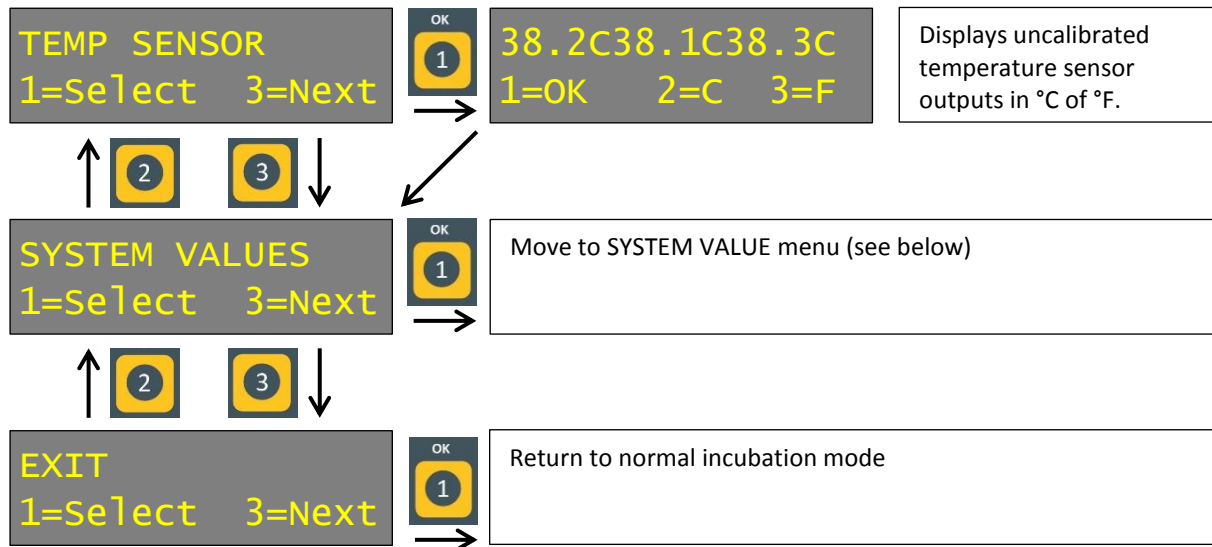 TEMP SENSOR
1=Select 3=Next
OK
1
38.2C38.1C38.3C
1=OK 2=C 3=F
Displays uncalibrated
temperature sensor
outputs in °C of °F.
2
3
SYSTEM VALUES
1=Select 3=Next
OK
1
Move to SYSTEM VALUE menu (see below)
2
3
EXIT
1=Select 3=Next
OK
1
Return to normal incubation mode